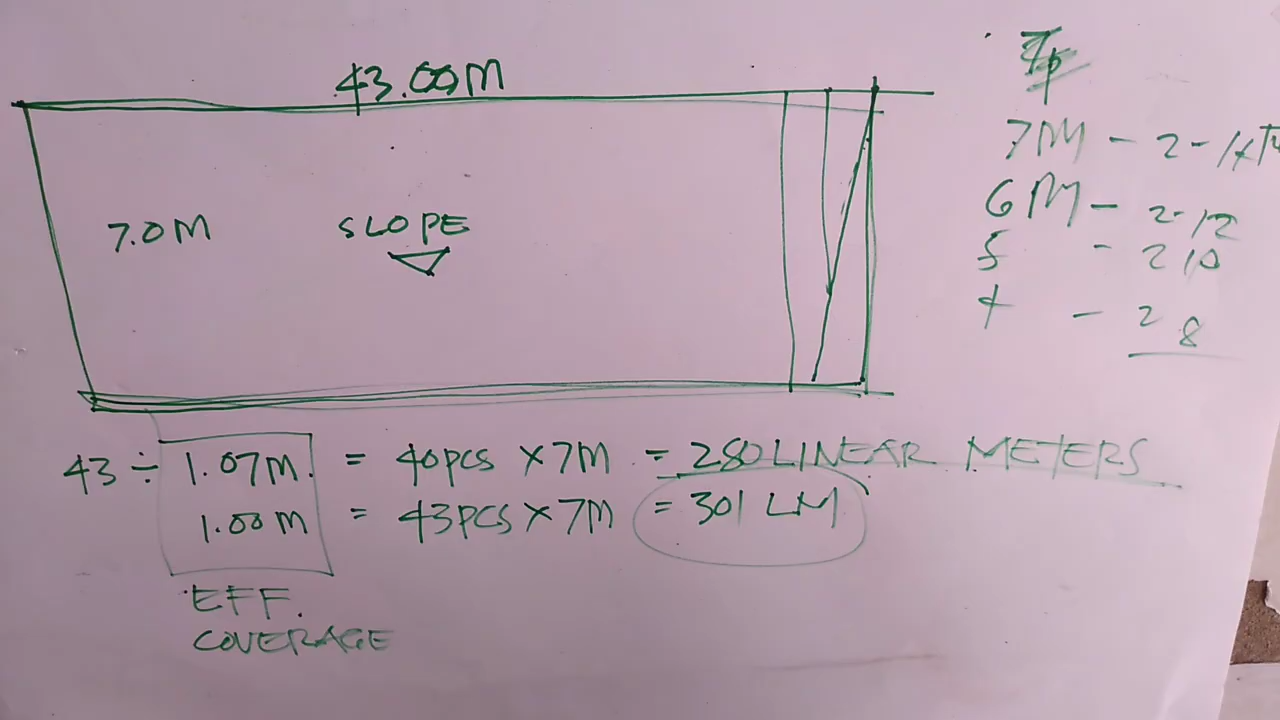 43.00M
7.0M SLOPE
43 ÷ 1.07m. = 40pcs x 7M = 280 LINEAR METERS
1.00m = 43pcs x 7M = 301 LM
EFF.
COVERAGE
7M - 2-14
6M - 2-12
5 - 2 10
4 - 2 8